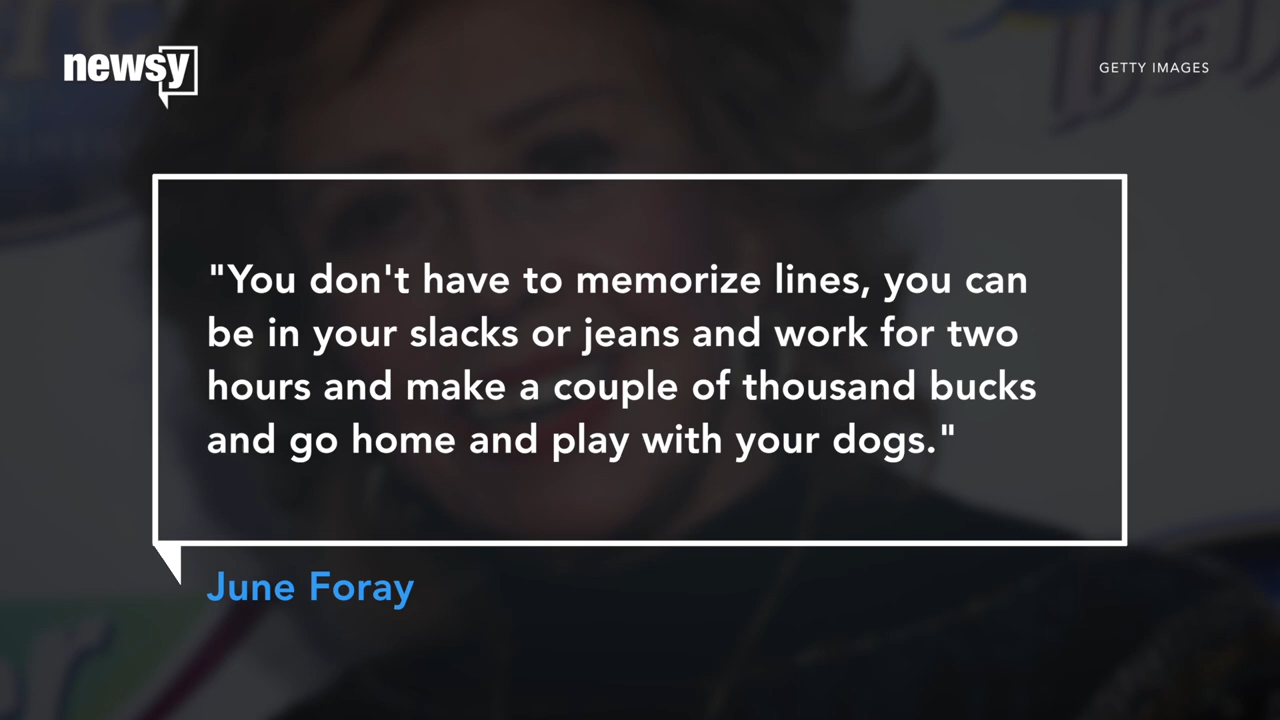 newsy
GETTY IMAGES
"You don't have to memorize lines, you can
be in your slacks or jeans and work for two
hours and make a couple of thousand bucks
and go home and play with your dogs."
June Foray